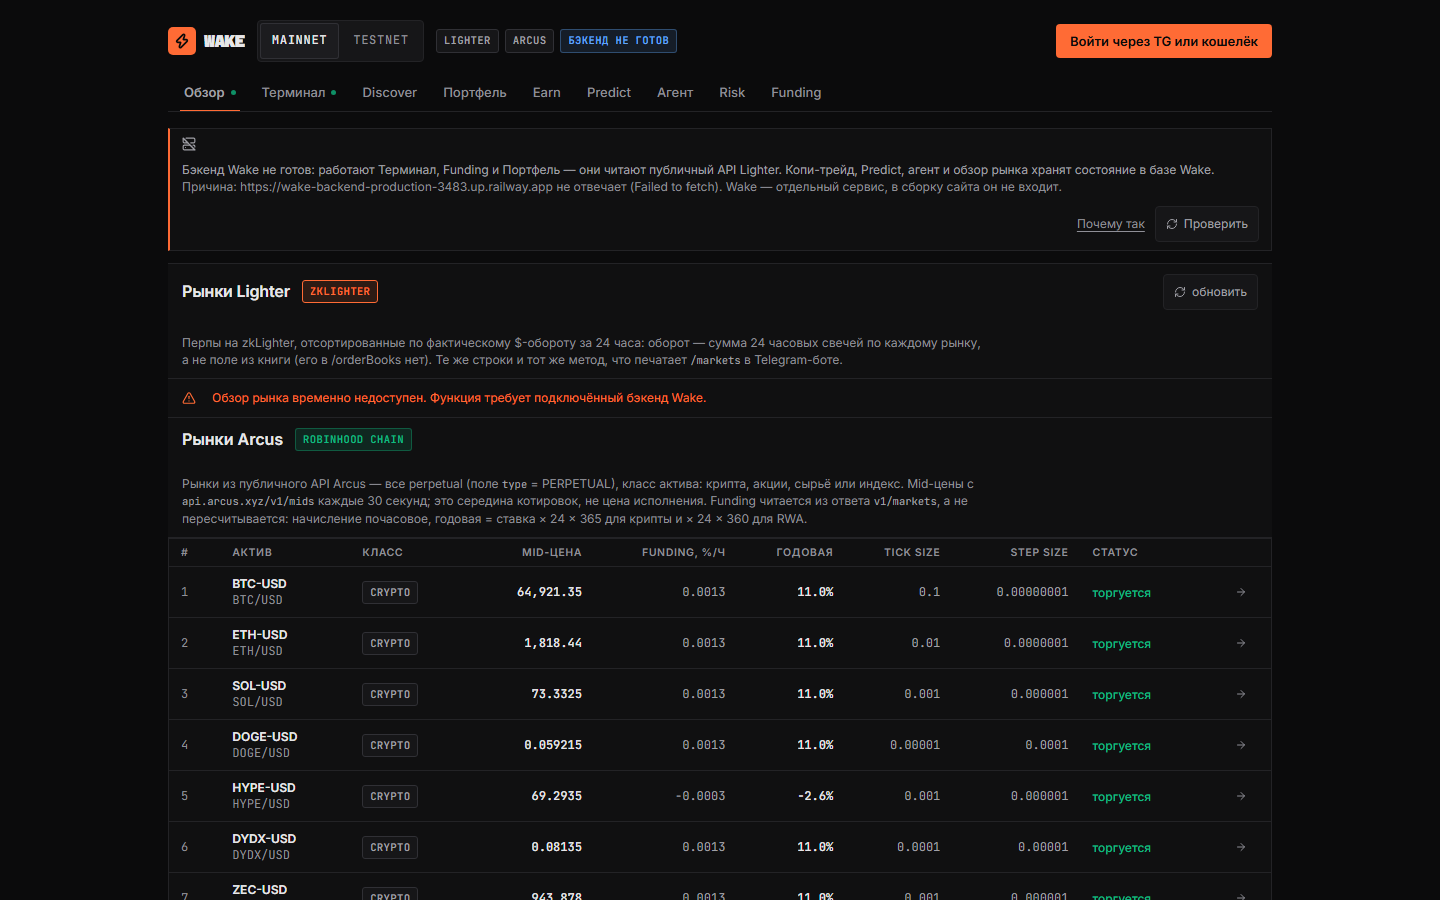 WAKE MAINNET TESTNET LIGHTER ARCUS БЭКЕНД НЕ ГОТОВ Войти через TG или кошелёк
Обзор Терминал Discover Портфель Earn Predict Агент Risk Funding
Бэкенд Wake не готов: работают Терминал, Funding и Портфель — они читают публичный API Lighter. Копи-трейд, Predict, агент и обзор рынка хранят состояние в базе Wake.
Причина: https://wake-backend-production-3483.up.railway.app не отвечает (Failed to fetch). Wake — отдельный сервис, в сборку сайта он не входит.
Почему так Проверить
Рынки Lighter ZKLIGHTER обновить
Перпы на zkLighter, отсортированные по фактическому $-обороту за 24 часа: оборот — сумма 24 часовых свечей по каждому рынку,
а не поле из книги (его в /orderBooks нет). Те же строки и тот же метод, что печатает /markets в Telegram-боте.
Обзор рынка временно недоступен. Функция требует подключённый бэкенд Wake.
Рынки Arcus ROBINHOOD CHAIN
Рынки из публичного API Arcus — все perpetual (поле type = PERPETUAL), класс актива: крипта, акции, сырьё или индекс. Mid-цены с
api.arcus.xyz/v1/mids каждые 30 секунд; это середина котировок, не цена исполнения. Funding читается из ответа v1/markets, а не
пересчитывается: начисление почасовое, годовая = ставка × 24 × 365 для крипты и × 24 × 360 для RWA.
# АКТИВ КЛАСС MID-ЦЕНА FUNDING, %/Ч ГОДОВАЯ TICK SIZE STEP SIZE СТАТУС
1 BTC-USD CRYPTO 64,921.35 0.0013 11.0% 0.1 0.00000001 торгуется →
BTC/USD
2 ETH-USD CRYPTO 1,818.44 0.0013 11.0% 0.01 0.0000001 торгуется →
ETH/USD
3 SOL-USD CRYPTO 73.3325 0.0013 11.0% 0.001 0.000001 торгуется →
SOL/USD
4 DOGE-USD CRYPTO 0.059215 0.0013 11.0% 0.00001 0.0001 торгуется →
DOGE/USD
5 HYPE-USD CRYPTO 69.2935 -0.0003 -2.6% 0.001 0.000001 торгуется →
HYPE/USD
6 DYDX-USD CRYPTO 0.08135 0.0013 11.0% 0.0001 0.00001 торгуется →
DYDX/USD
7 ZEC-USD CRYPTO 943.878 0.0013 11.0% 0.001 0.000001 торгуется →